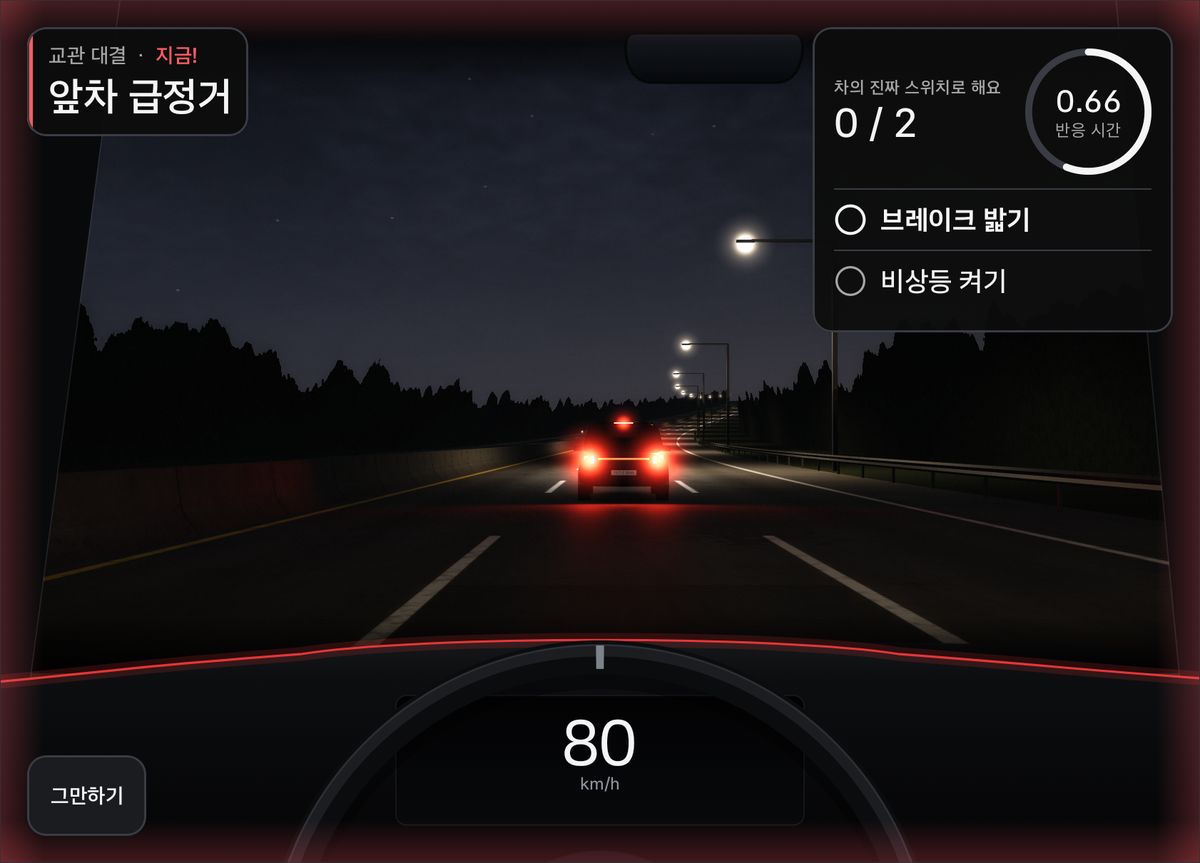 교관 대결 · 지금!
앞차 급정거
차의 진짜 스위치로 해요
0 / 2
0.66
반응 시간
브레이크 밟기
비상등 켜기
80
km/h
그만하기